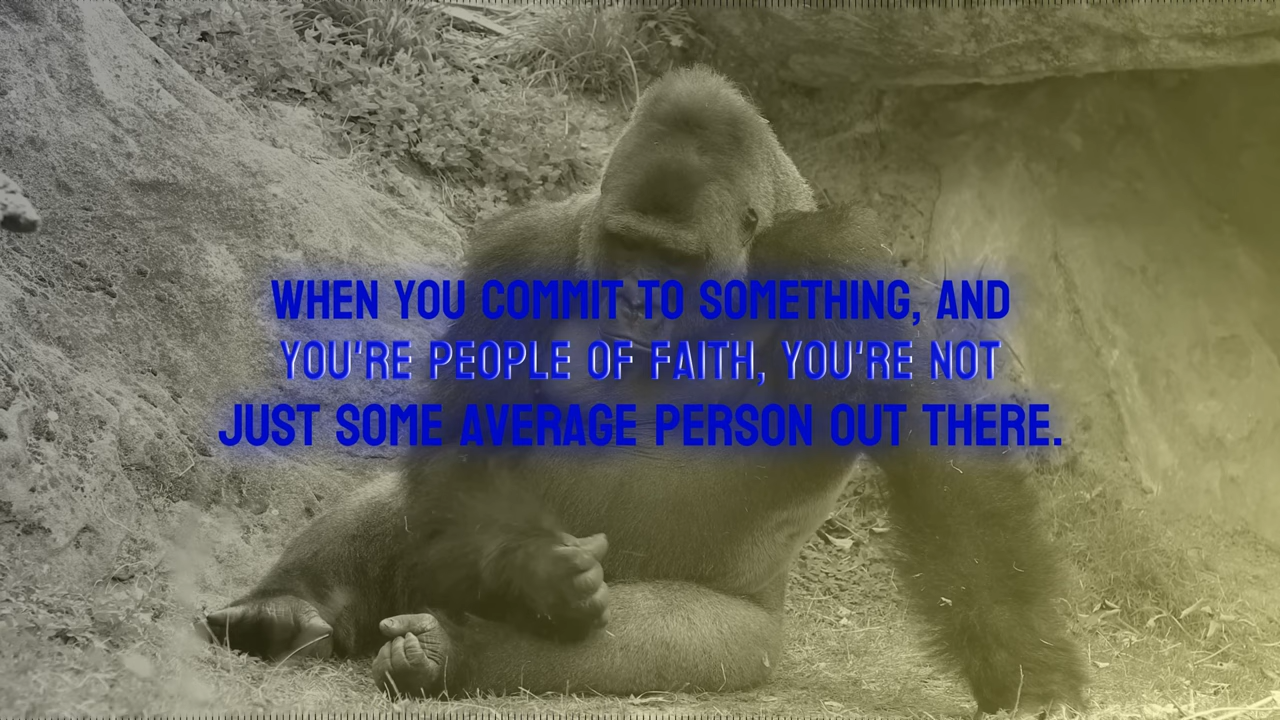 WHEN YOU COMMIT TO SOMETHING, AND
YOU'RE PEOPLE OF FAITH, YOU'RE NOT
JUST SOME AVERAGE PERSON OUT THERE.